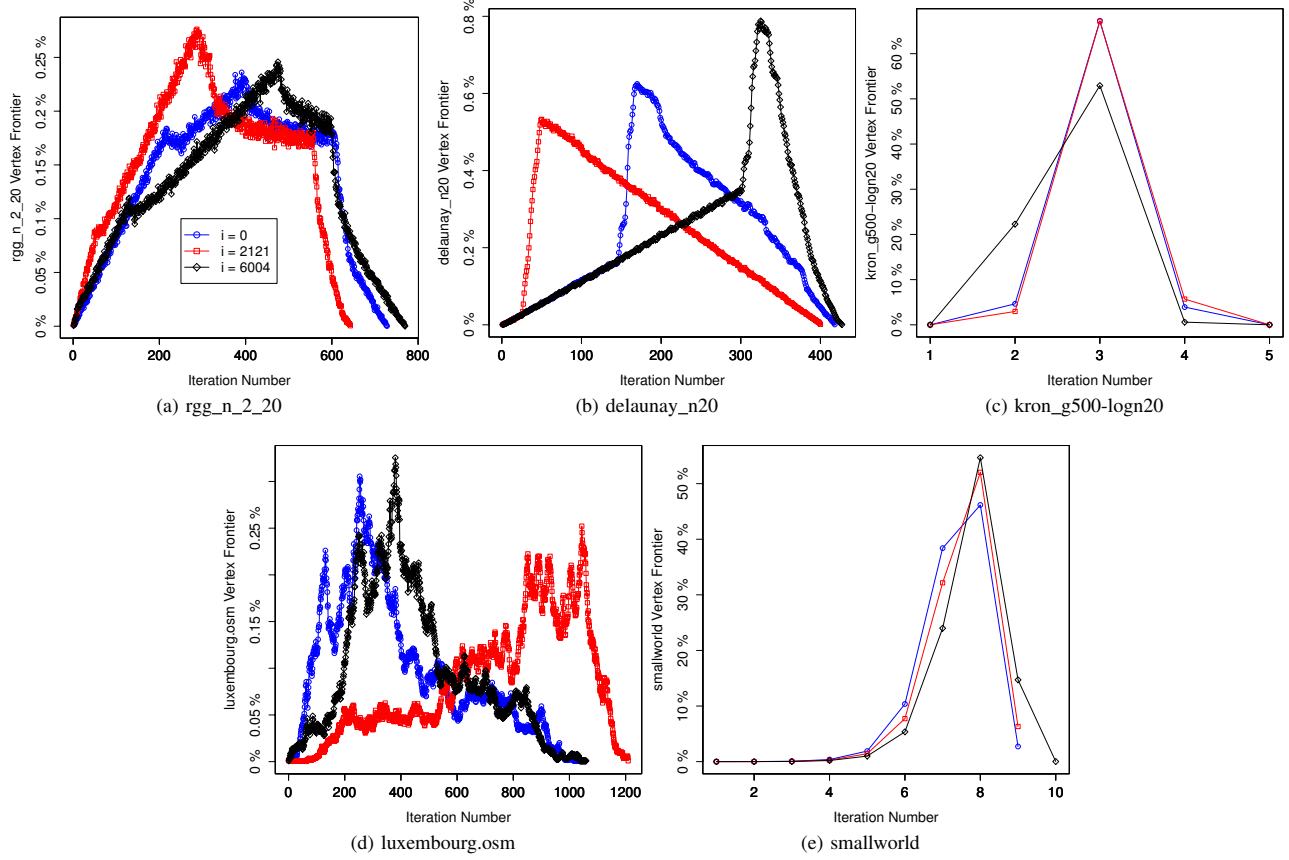 rgg_n_2_20 Vertex Frontier
0 %
0.05 %
0.1 %
0.15 %
0.2 %
0.25 %
i = 0
i = 2121
i = 6004
0 200 400 600 800
Iteration Number
(a) rgg_n_2_20
delaunay_n20 Vertex Frontier
0 %
0.2 %
0.4 %
0.6 %
0.8 %
0 100 200 300 400
Iteration Number
(b) delaunay_n20
kron_g500-logn20 Vertex Frontier
0 %
10 %
20 %
30 %
40 %
50 %
60 %
1 2 3 4 5
Iteration Number
(c) kron_g500-logn20
luxembourg.osm Vertex Frontier
0 %
0.05 %
0.15 %
0.25 %
0 200 400 600 800 1000 1200
Iteration Number
(d) luxembourg.osm
smallworld Vertex Frontier
0 %
10 %
20 %
30 %
40 %
50 %
2 4 6 8 10
Iteration Number
(e) smallworld